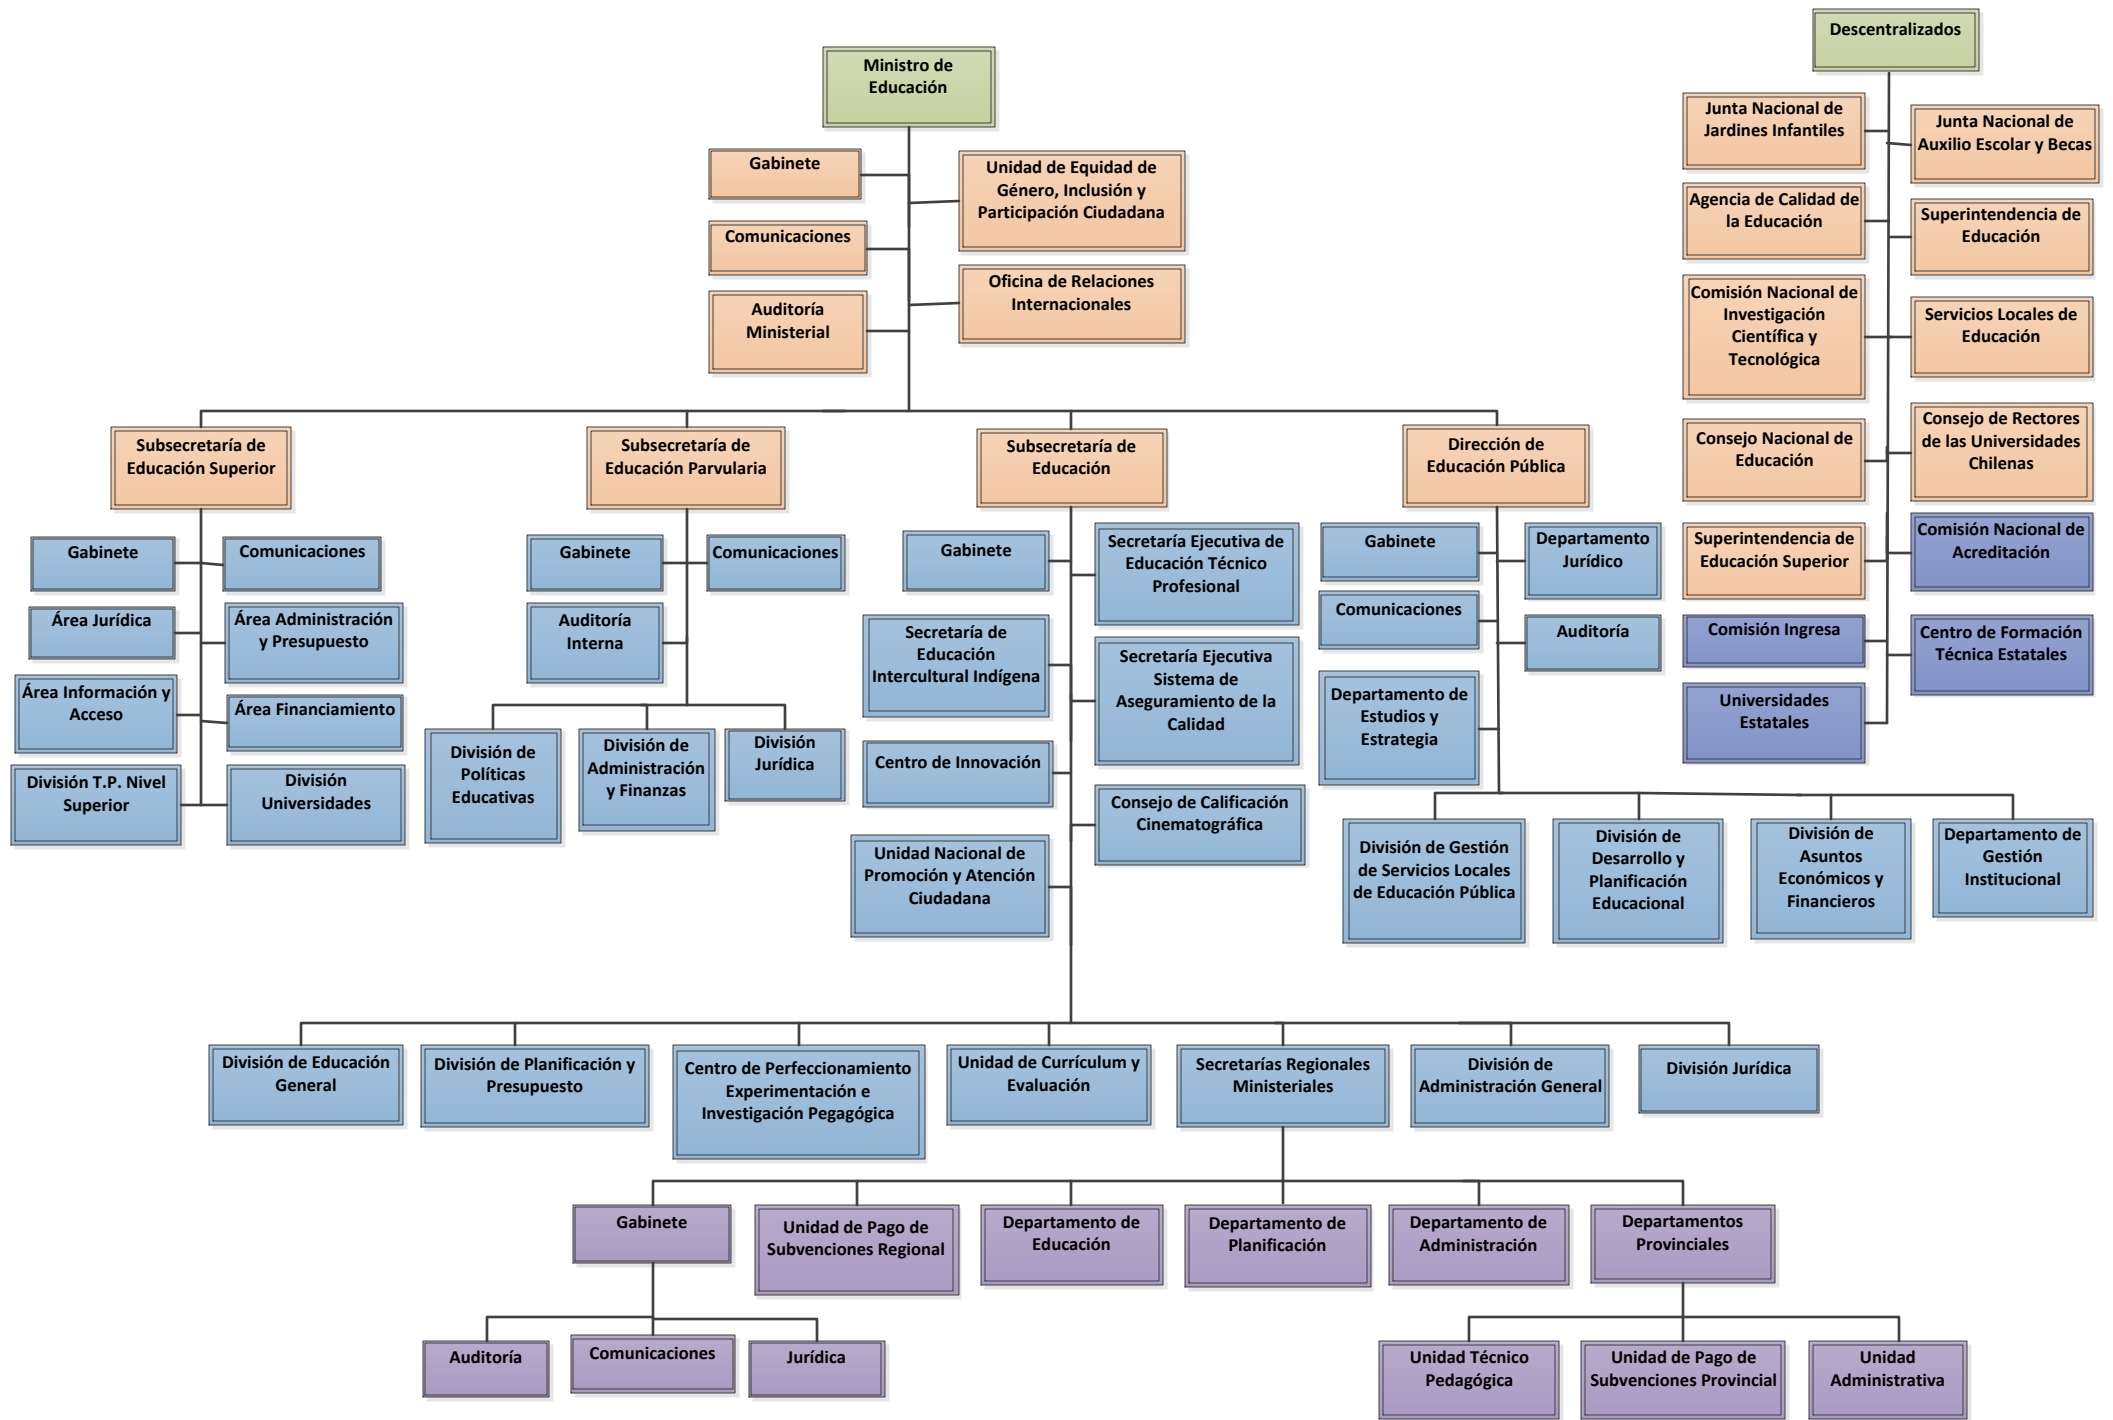 Ministro de
Educación
Gabinete
Unidad de Equidad de
Género, Inclusión y
Participación Ciudadana
Comunicaciones
Oficina de Relaciones
Internacionales
Auditoría
Ministerial
Descentralizados
Junta Nacional de
Jardines Infantiles
Junta Nacional de
Auxilio Escolar y Becas
Agencia de Calidad de
la Educación
Superintendencia de
Educación
Comisión Nacional de
Investigación
Científica y
Tecnológica
Servicios Locales de
Educación
Consejo Nacional de
Educación
Consejo de Rectores
de las Universidades
Chilenas
Superintendencia de
Educación Superior
Comisión Nacional de
Acreditación
Comisión Ingresa
Centro de Formación
Técnica Estatales
Universidades
Estatales
Subsecretaría de
Educación Superior
Gabinete
Comunicaciones
Área Jurídica
Área Administración
y Presupuesto
Área Información y
Acceso
Área Financiamiento
División T.P. Nivel
Superior
División
Universidades
Subsecretaría de
Educación Parvularia
Gabinete
Comunicaciones
Auditoría
Interna
División de
Políticas
Educativas
División de
Administración
y Finanzas
División
Jurídica
Subsecretaría de
Educación
Gabinete
Secretaría Ejecutiva de
Educación Técnico
Profesional
Secretaría de
Educación
Intercultural Indígena
Secretaría Ejecutiva
Sistema de
Aseguramiento de la
Calidad
Centro de Innovación
Consejo de Calificación
Cinematográfica
Unidad Nacional de
Promoción y Atención
Ciudadana
Dirección de
Educación Pública
Gabinete
Departamento
Jurídico
Comunicaciones
Auditoría
Departamento de
Estudios y
Estrategia
División de Gestión
de Servicios Locales
de Educación Pública
División de
Desarrollo y
Planificación
Educacional
División de
Asuntos
Económicos y
Financieros
Departamento de
Gestión
Institucional
División de Educación
General
División de Planificación y
Presupuesto
Centro de Perfeccionamiento
Experimentación e
Investigación Pegagógica
Unidad de Currículum y
Evaluación
Secretarías Regionales
Ministeriales
División de
Administración General
División Jurídica
Gabinete
Unidad de Pago de
Subvenciones Regional
Departamento de
Educación
Departamento de
Planificación
Departamento de
Administración
Departamentos
Provinciales
Auditoría
Comunicaciones
Jurídica
Unidad Técnico
Pedagógica
Unidad de Pago de
Subvenciones Provincial
Unidad
Administrativa